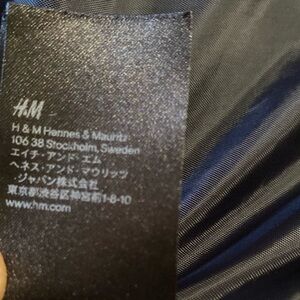 H&M
H & M Hennes & Mauritz
106 38 Stockholm, Sweden
エイチ・アンド・エム
ヘネス・アンド・マウリッツ
・ジャパン株式会社
東京都渋谷区神宮前1-8-10
www.hm.com